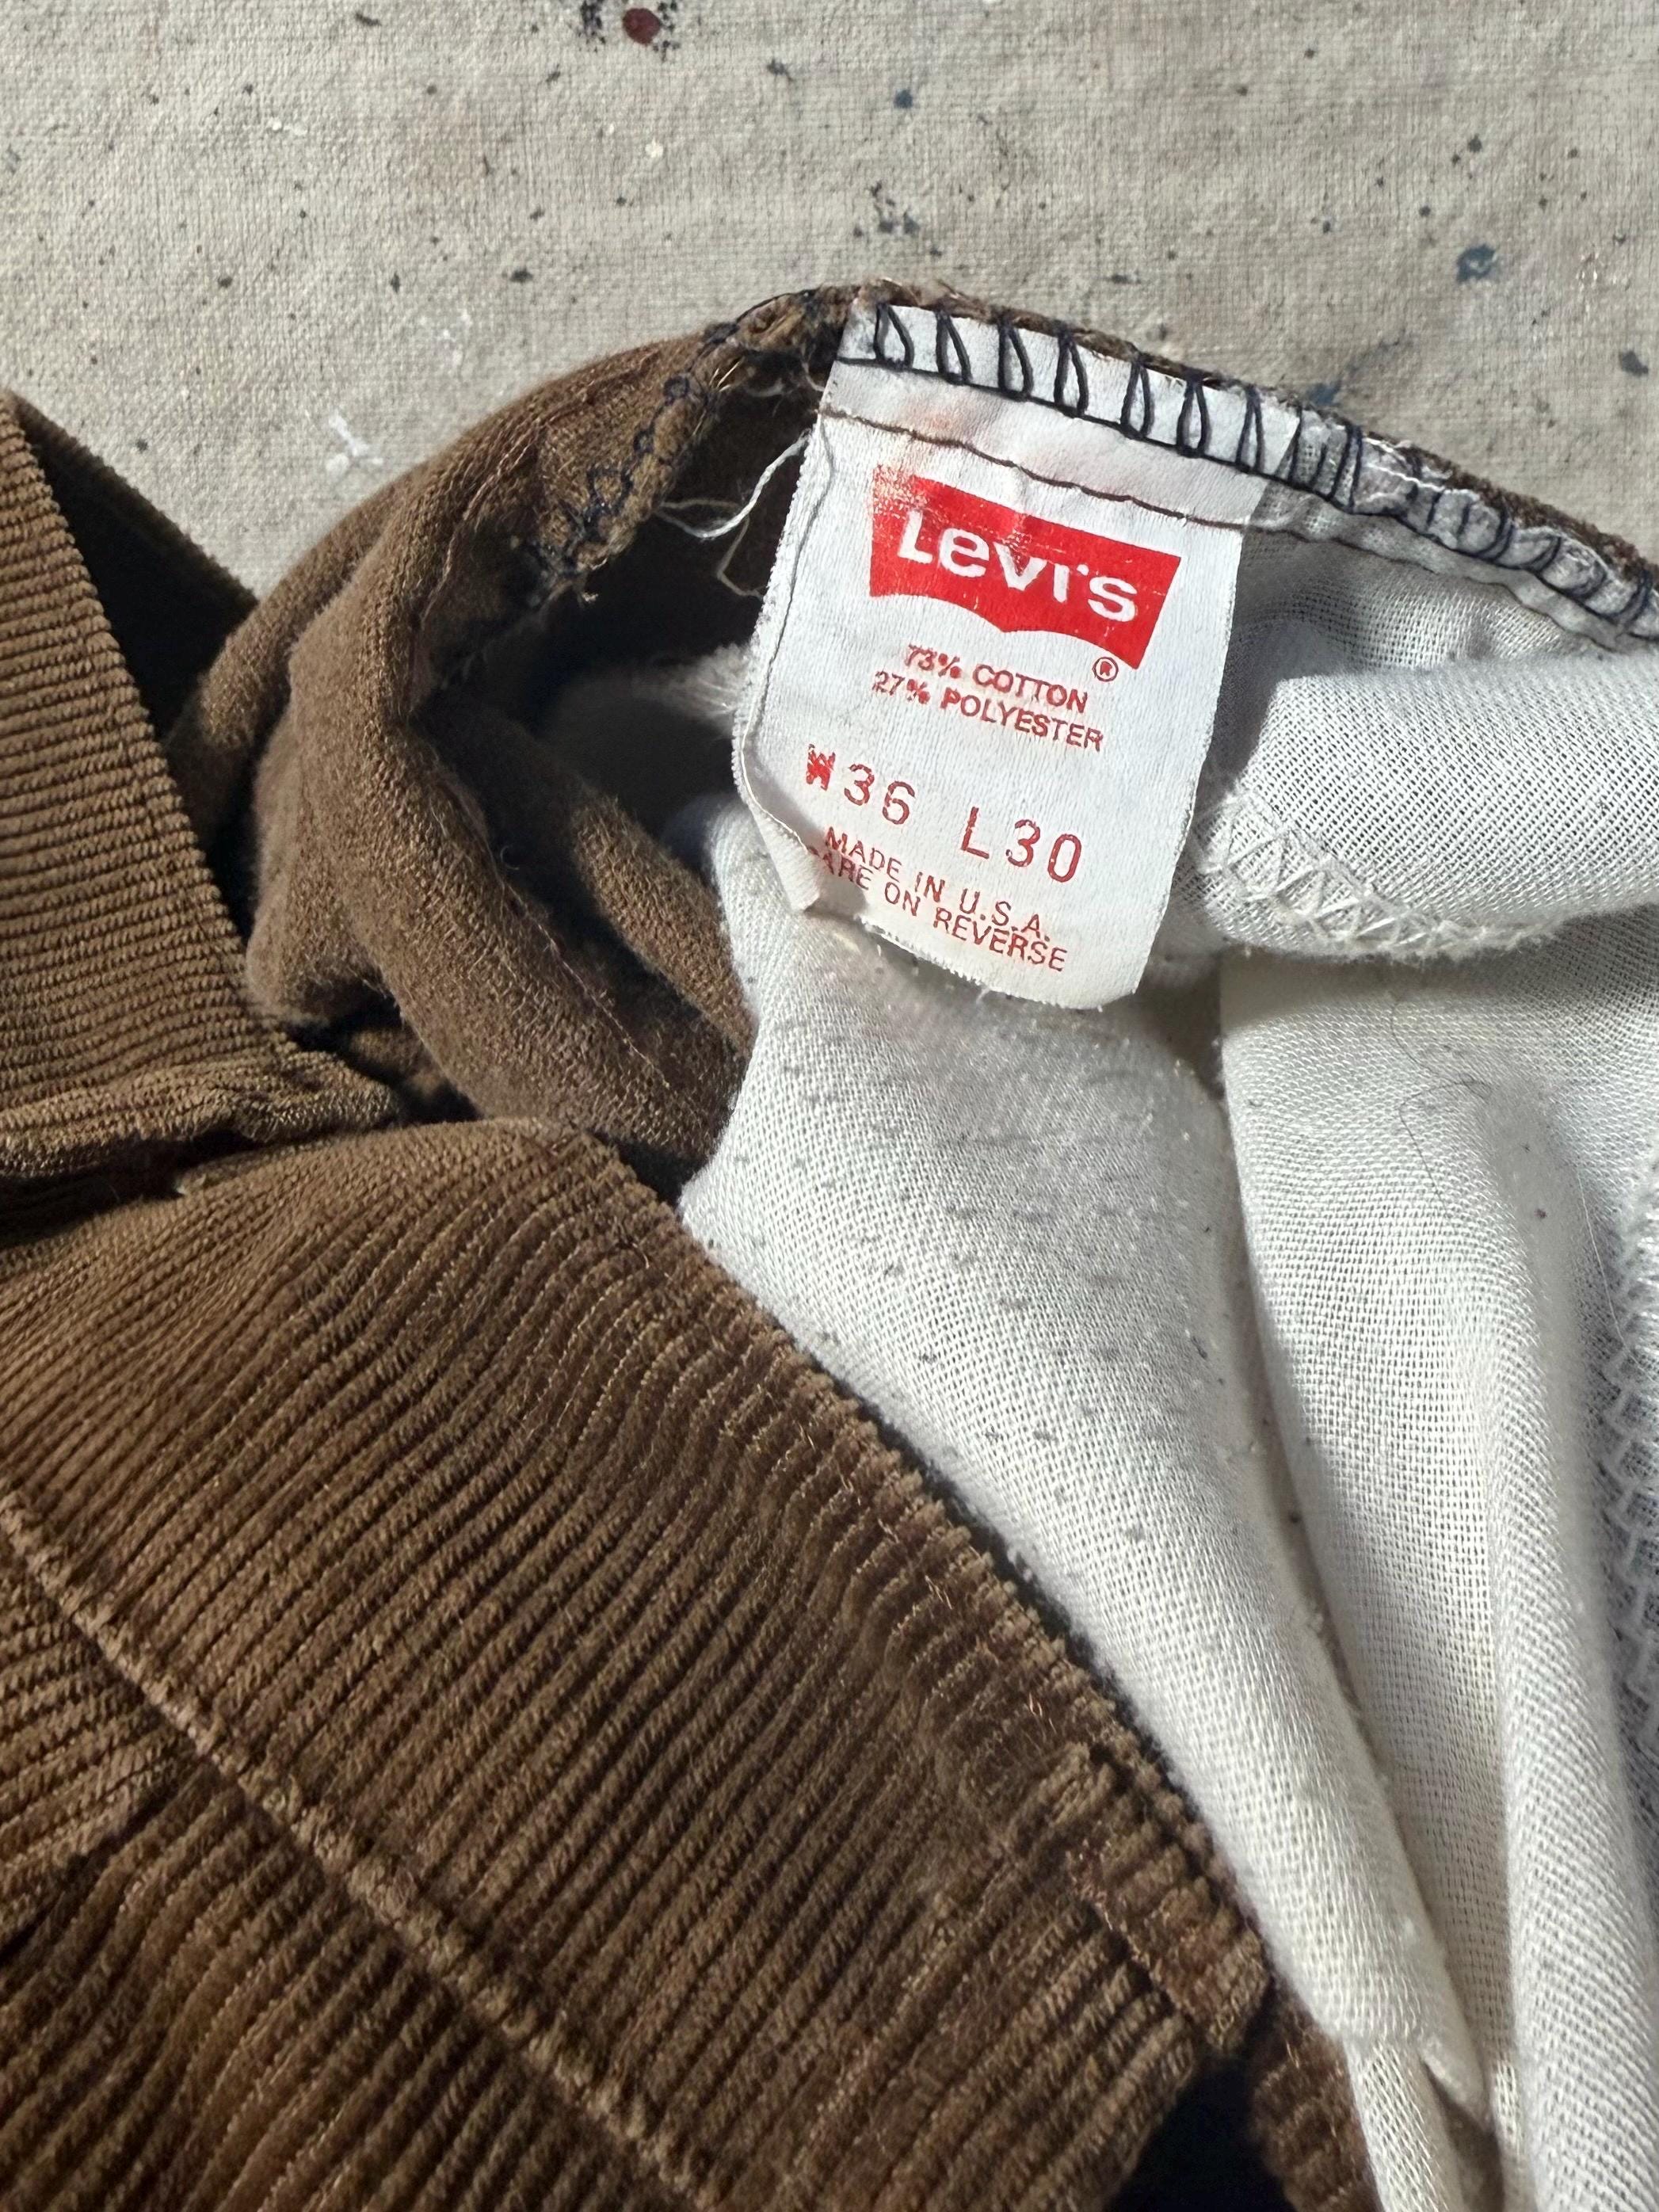 Levi's
®
73% COTTON
27% POLYESTER
W36 L30
MADE IN U.S.A.
CARE ON REVERSE